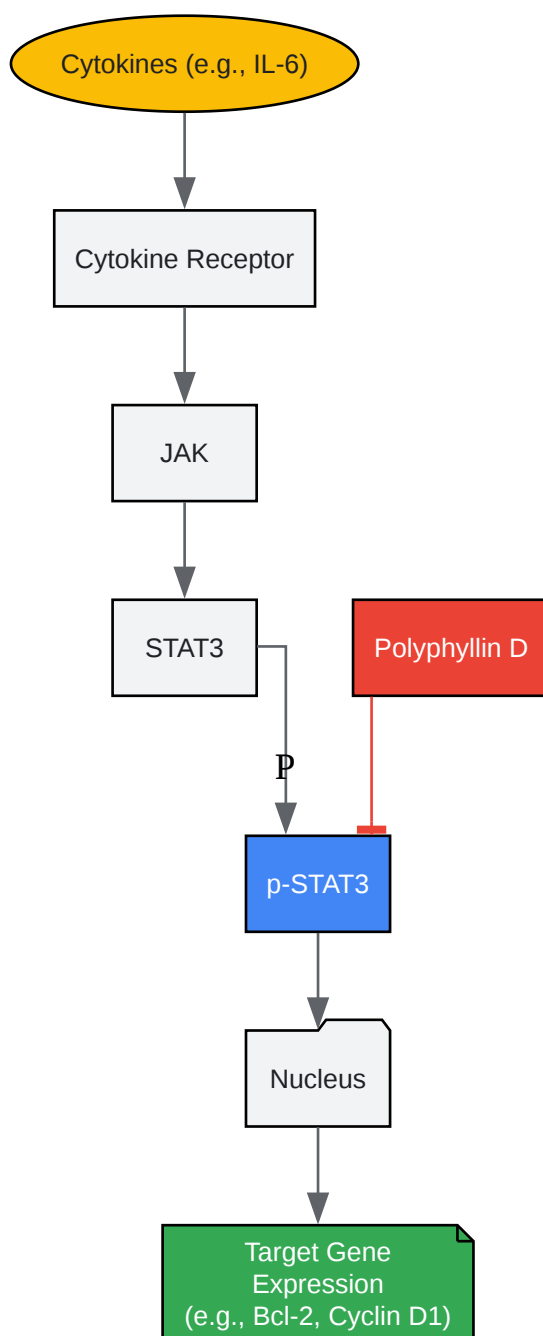 Cytokines (e.g., IL-6)
Cytokine Receptor
JAK
STAT3
Polyphyllin D
P
p-STAT3
Nucleus
Target Gene
Expression
(e.g., Bcl-2, Cyclin D1)